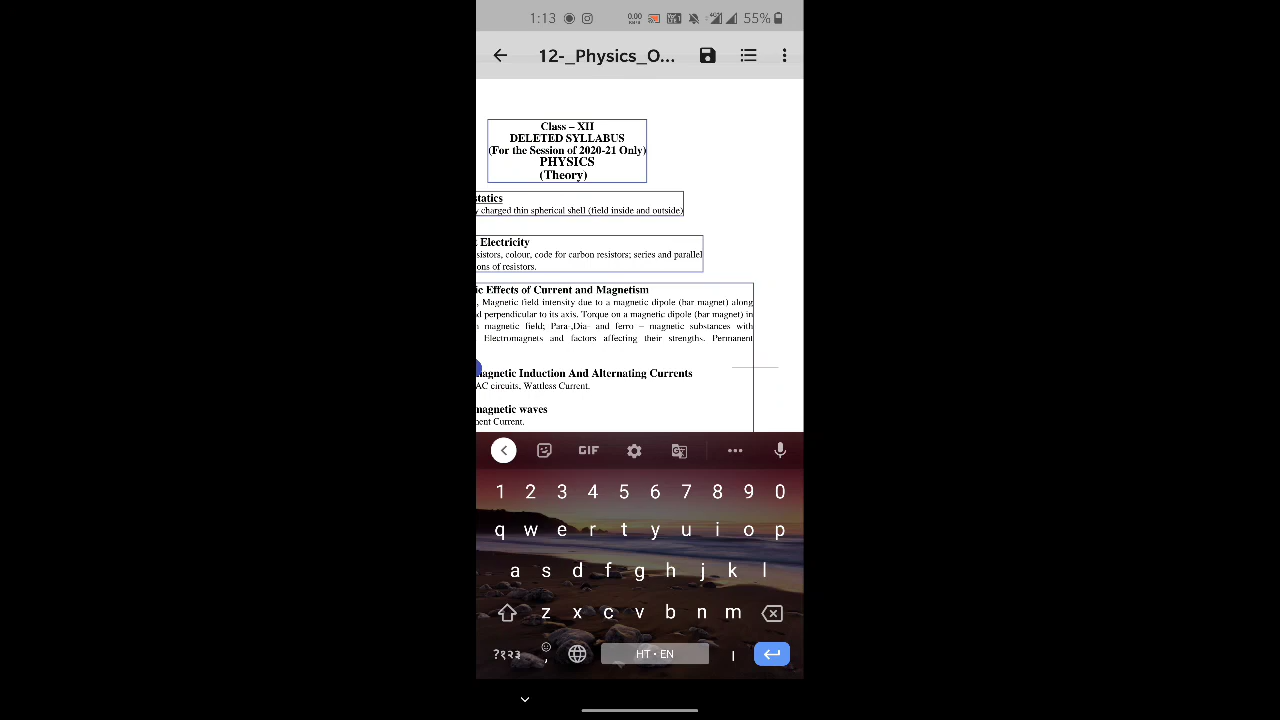 1:13 0.00 55%
12-_Physics_O...
Class – XII
DELETED SYLLABUS
(For the Session of 2020-21 Only)
PHYSICS
(Theory)
statics
charged thin spherical shell (field inside and outside)
Electricity
sistors, colour, code for carbon resistors; series and parallel
ons of resistors.
ic Effects of Current and Magnetism
, Magnetic field intensity due to a magnetic dipole (bar magnet) along
d perpendicular to its axis. Torque on a magnetic dipole (bar magnet) in
magnetic field; Para-,Dia- and ferro – magnetic substances with
Electromagnets and factors affecting their strengths. Permanent
agnetic Induction And Alternating Currents
AC circuits, Wattless Current.
magnetic waves
ment Current.
GIF
1 2 3 4 5 6 7 8 9 0
q w e r t y u i o p
a s d f g h j k l
z x c v b n m
?१२३ , HT • EN ।